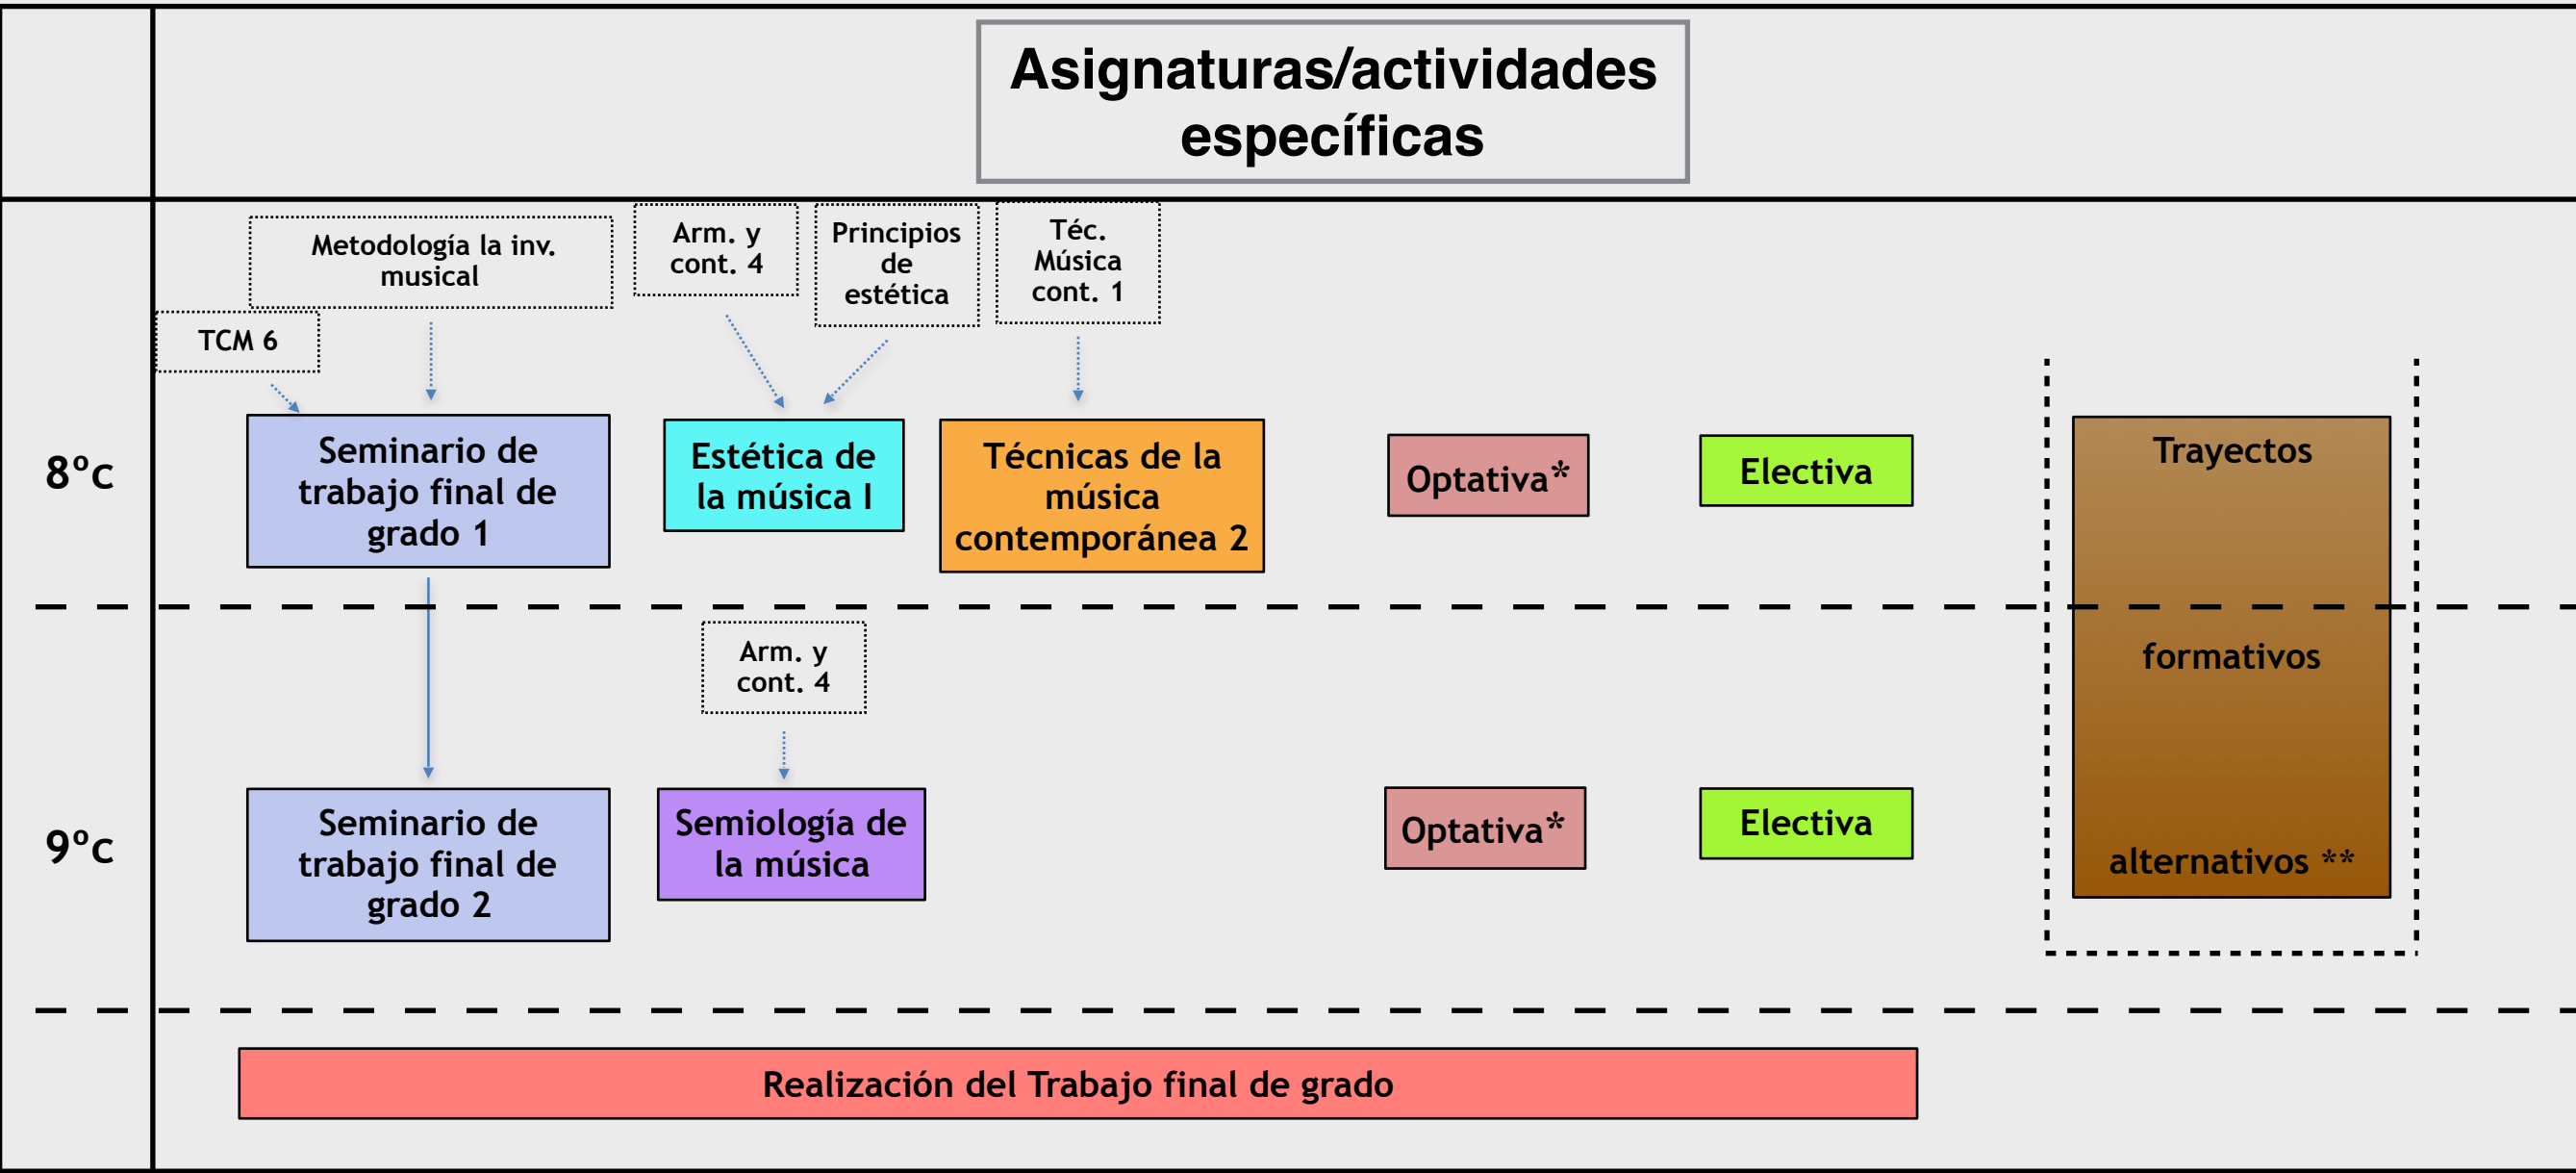 Asignaturas/actividades
específicas
Metodología la inv.
musical
Arm. y
cont. 4
Principios
de
estética
Téc.
Música
cont. 1
TCM 6
8ºc
Seminario de
trabajo final de
grado 1
Estética de
la música I
Técnicas de la
música
contemporánea 2
Optativa*
Electiva
Trayectos
formativos
alternativos **
Arm. y
cont. 4
9ºc
Seminario de
trabajo final de
grado 2
Semiología de
la música
Optativa*
Electiva
Realización del Trabajo final de grado